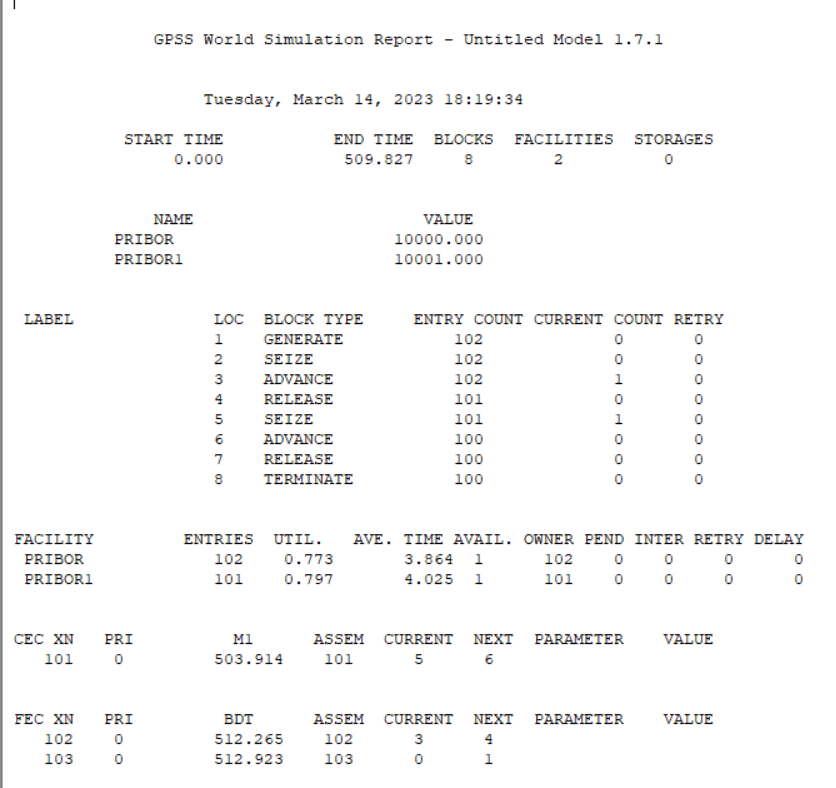 GPSS World Simulation Report - Untitled Model 1.7.1
Tuesday, March 14, 2023 18:19:34
START TIME END TIME BLOCKS FACILITIES STORAGES
0.000 509.827 8 2 0
NAME VALUE
PRIBOR 10000.000
PRIBOR1 10001.000
LABEL LOC BLOCK TYPE ENTRY COUNT CURRENT COUNT RETRY
1 GENERATE 102 0 0
2 SEIZE 102 0 0
3 ADVANCE 102 1 0
4 RELEASE 101 0 0
5 SEIZE 101 1 0
6 ADVANCE 100 0 0
7 RELEASE 100 0 0
8 TERMINATE 100 0 0
FACILITY ENTRIES UTIL. AVE. TIME AVAIL. OWNER PEND INTER RETRY DELAY
PRIBOR 102 0.773 3.864 1 102 0 0 0 0
PRIBOR1 101 0.797 4.025 1 101 0 0 0 0
CEC XN PRI M1 ASSEM CURRENT NEXT PARAMETER VALUE
101 0 503.914 101 5 6
FEC XN PRI BDT ASSEM CURRENT NEXT PARAMETER VALUE
102 0 512.265 102 3 4
103 0 512.923 103 0 1